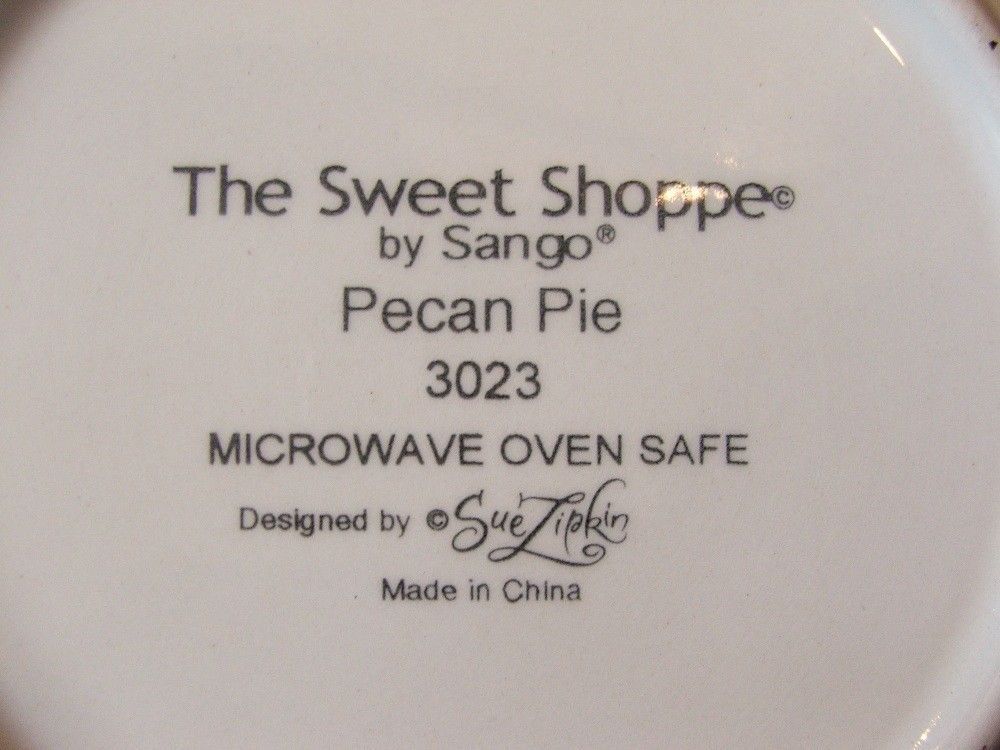 The Sweet Shoppe©
by Sango®
Pecan Pie
3023
MICROWAVE OVEN SAFE
Designed by © Sue Zipkin
Made in China